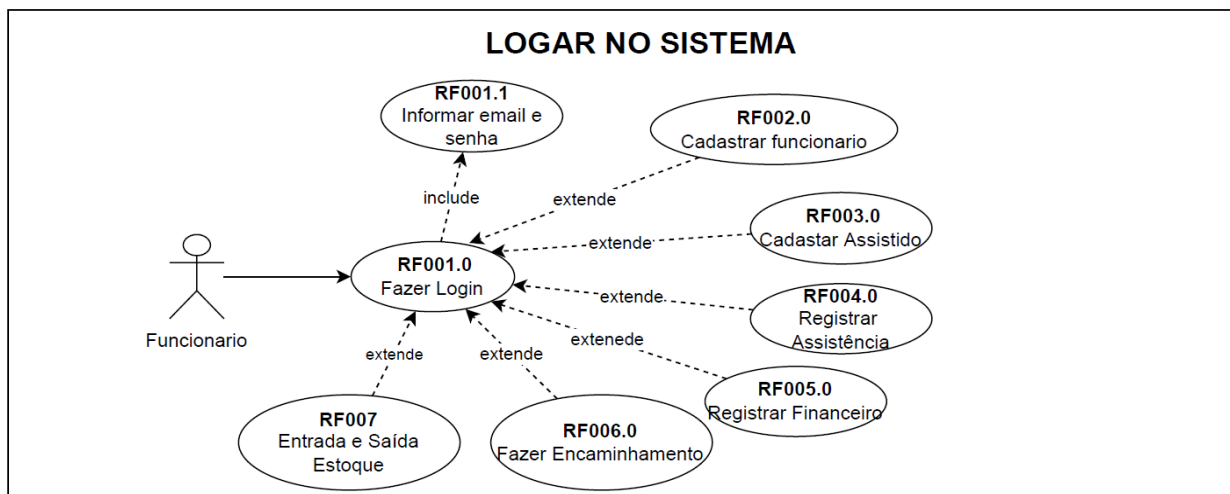 LOGAR NO SISTEMA
RF001.1
Informar email e
senha
RF002.0
Cadastrar funcionario
include
extende
RF003.0
Cadastar Assistido
extende
RF001.0
Fazer Login
RF004.0
Registrar
Assistência
extende
Funcionario
extenede
extende
extende
RF005.0
Registrar Financeiro
RF007
Entrada e Saída
Estoque
RF006.0
Fazer Encaminhamento